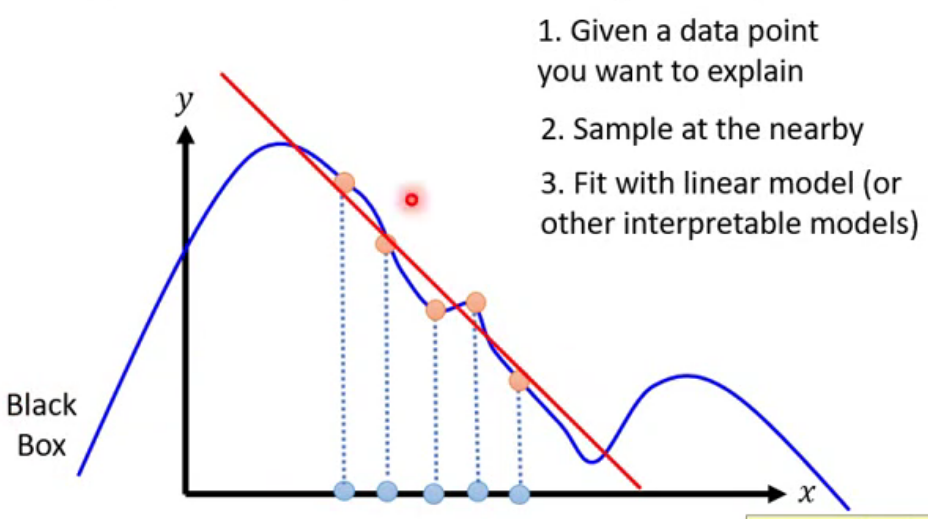 1. Given a data point
you want to explain
2. Sample at the nearby
3. Fit with linear model (or
other interpretable models)
y
Black
Box
x